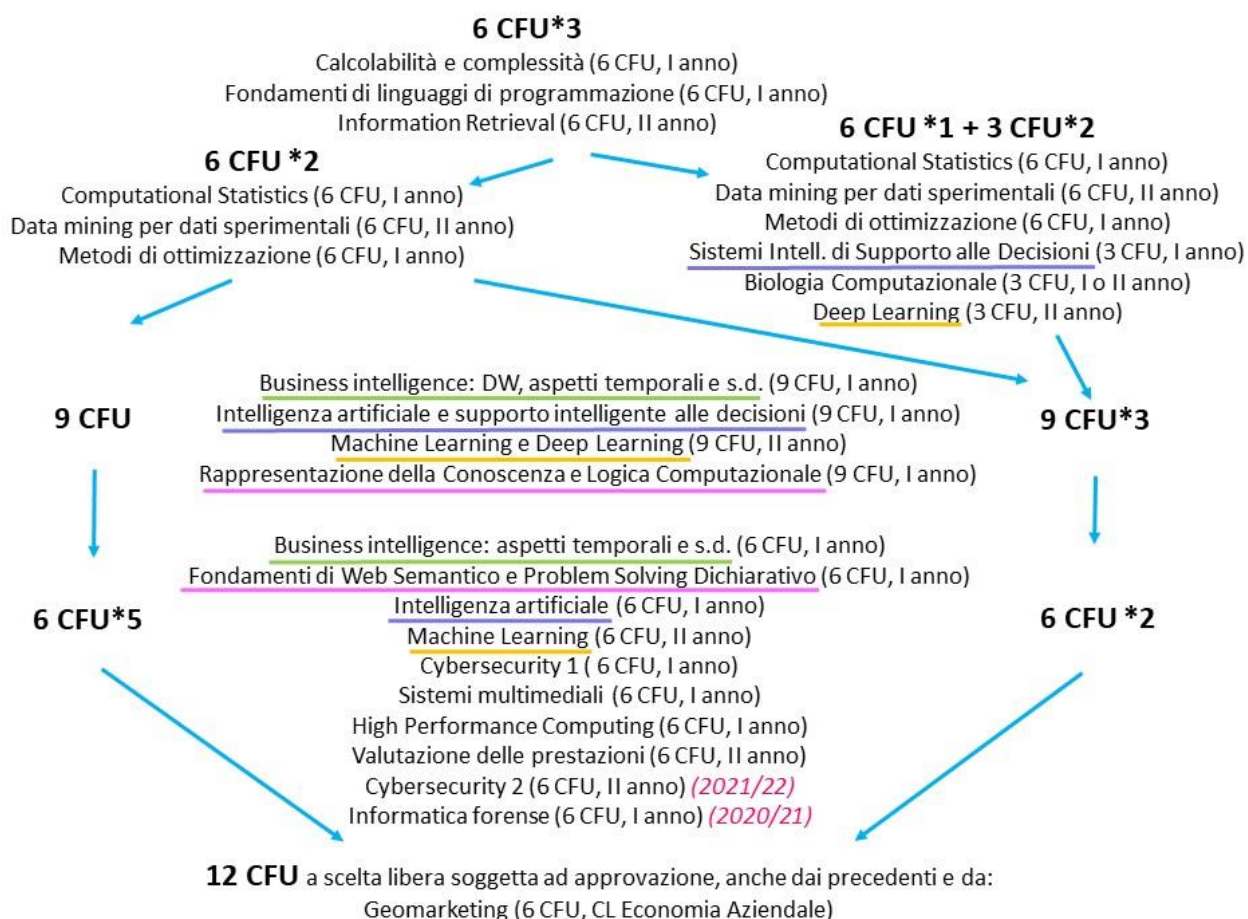 6 CFU*3
Calcolabilità e complessità (6 CFU, I anno)
Fondamenti di linguaggi di programmazione (6 CFU, I anno)
Information Retrieval (6 CFU, II anno)
6 CFU *2
Computational Statistics (6 CFU, I anno)
Data mining per dati sperimentali (6 CFU, II anno)
Metodi di ottimizzazione (6 CFU, I anno)
6 CFU *1 + 3 CFU*2
Computational Statistics (6 CFU, I anno)
Data mining per dati sperimentali (6 CFU, II anno)
Metodi di ottimizzazione (6 CFU, I anno)
Sistemi Intell. di Supporto alle Decisioni (3 CFU, I anno)
Biologia Computazionale (3 CFU, I o II anno)
Deep Learning (3 CFU, II anno)
9 CFU
Business intelligence: DW, aspetti temporali e s.d. (9 CFU, I anno)
Intelligenza artificiale e supporto intelligente alle decisioni (9 CFU, I anno)
Machine Learning e Deep Learning (9 CFU, II anno)
Rappresentazione della Conoscenza e Logica Computazionale (9 CFU, I anno)
9 CFU*3
6 CFU*5
Business intelligence: aspetti temporali e s.d. (6 CFU, I anno)
Fondamenti di Web Semantico e Problem Solving Dichiarativo (6 CFU, I anno)
Intelligenza artificiale (6 CFU, I anno)
Machine Learning (6 CFU, II anno)
Cybersecurity 1 ( 6 CFU, I anno)
Sistemi multimediali (6 CFU, I anno)
High Performance Computing (6 CFU, I anno)
Valutazione delle prestazioni (6 CFU, II anno)
Cybersecurity 2 (6 CFU, II anno) (2021/22)
Informatica forense (6 CFU, I anno) (2020/21)
6 CFU *2
12 CFU a scelta libera soggetta ad approvazione, anche dai precedenti e da:
Geomarketing (6 CFU, CL Economia Aziendale)